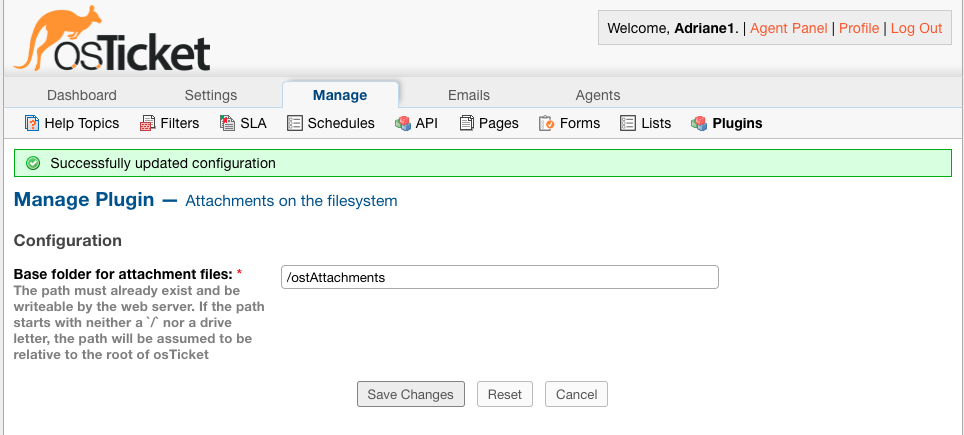 osTicket
Welcome, Adriane1. | Agent Panel | Profile | Log Out
Dashboard Settings Manage Emails Agents
Help Topics Filters SLA Schedules API Pages Forms Lists Plugins
Successfully updated configuration
Manage Plugin — Attachments on the filesystem
Configuration
Base folder for attachment files: * /ostAttachments
The path must already exist and be
writeable by the web server. If the path
starts with neither a `/` nor a drive
letter, the path will be assumed to be
relative to the root of osTicket
Save Changes Reset Cancel